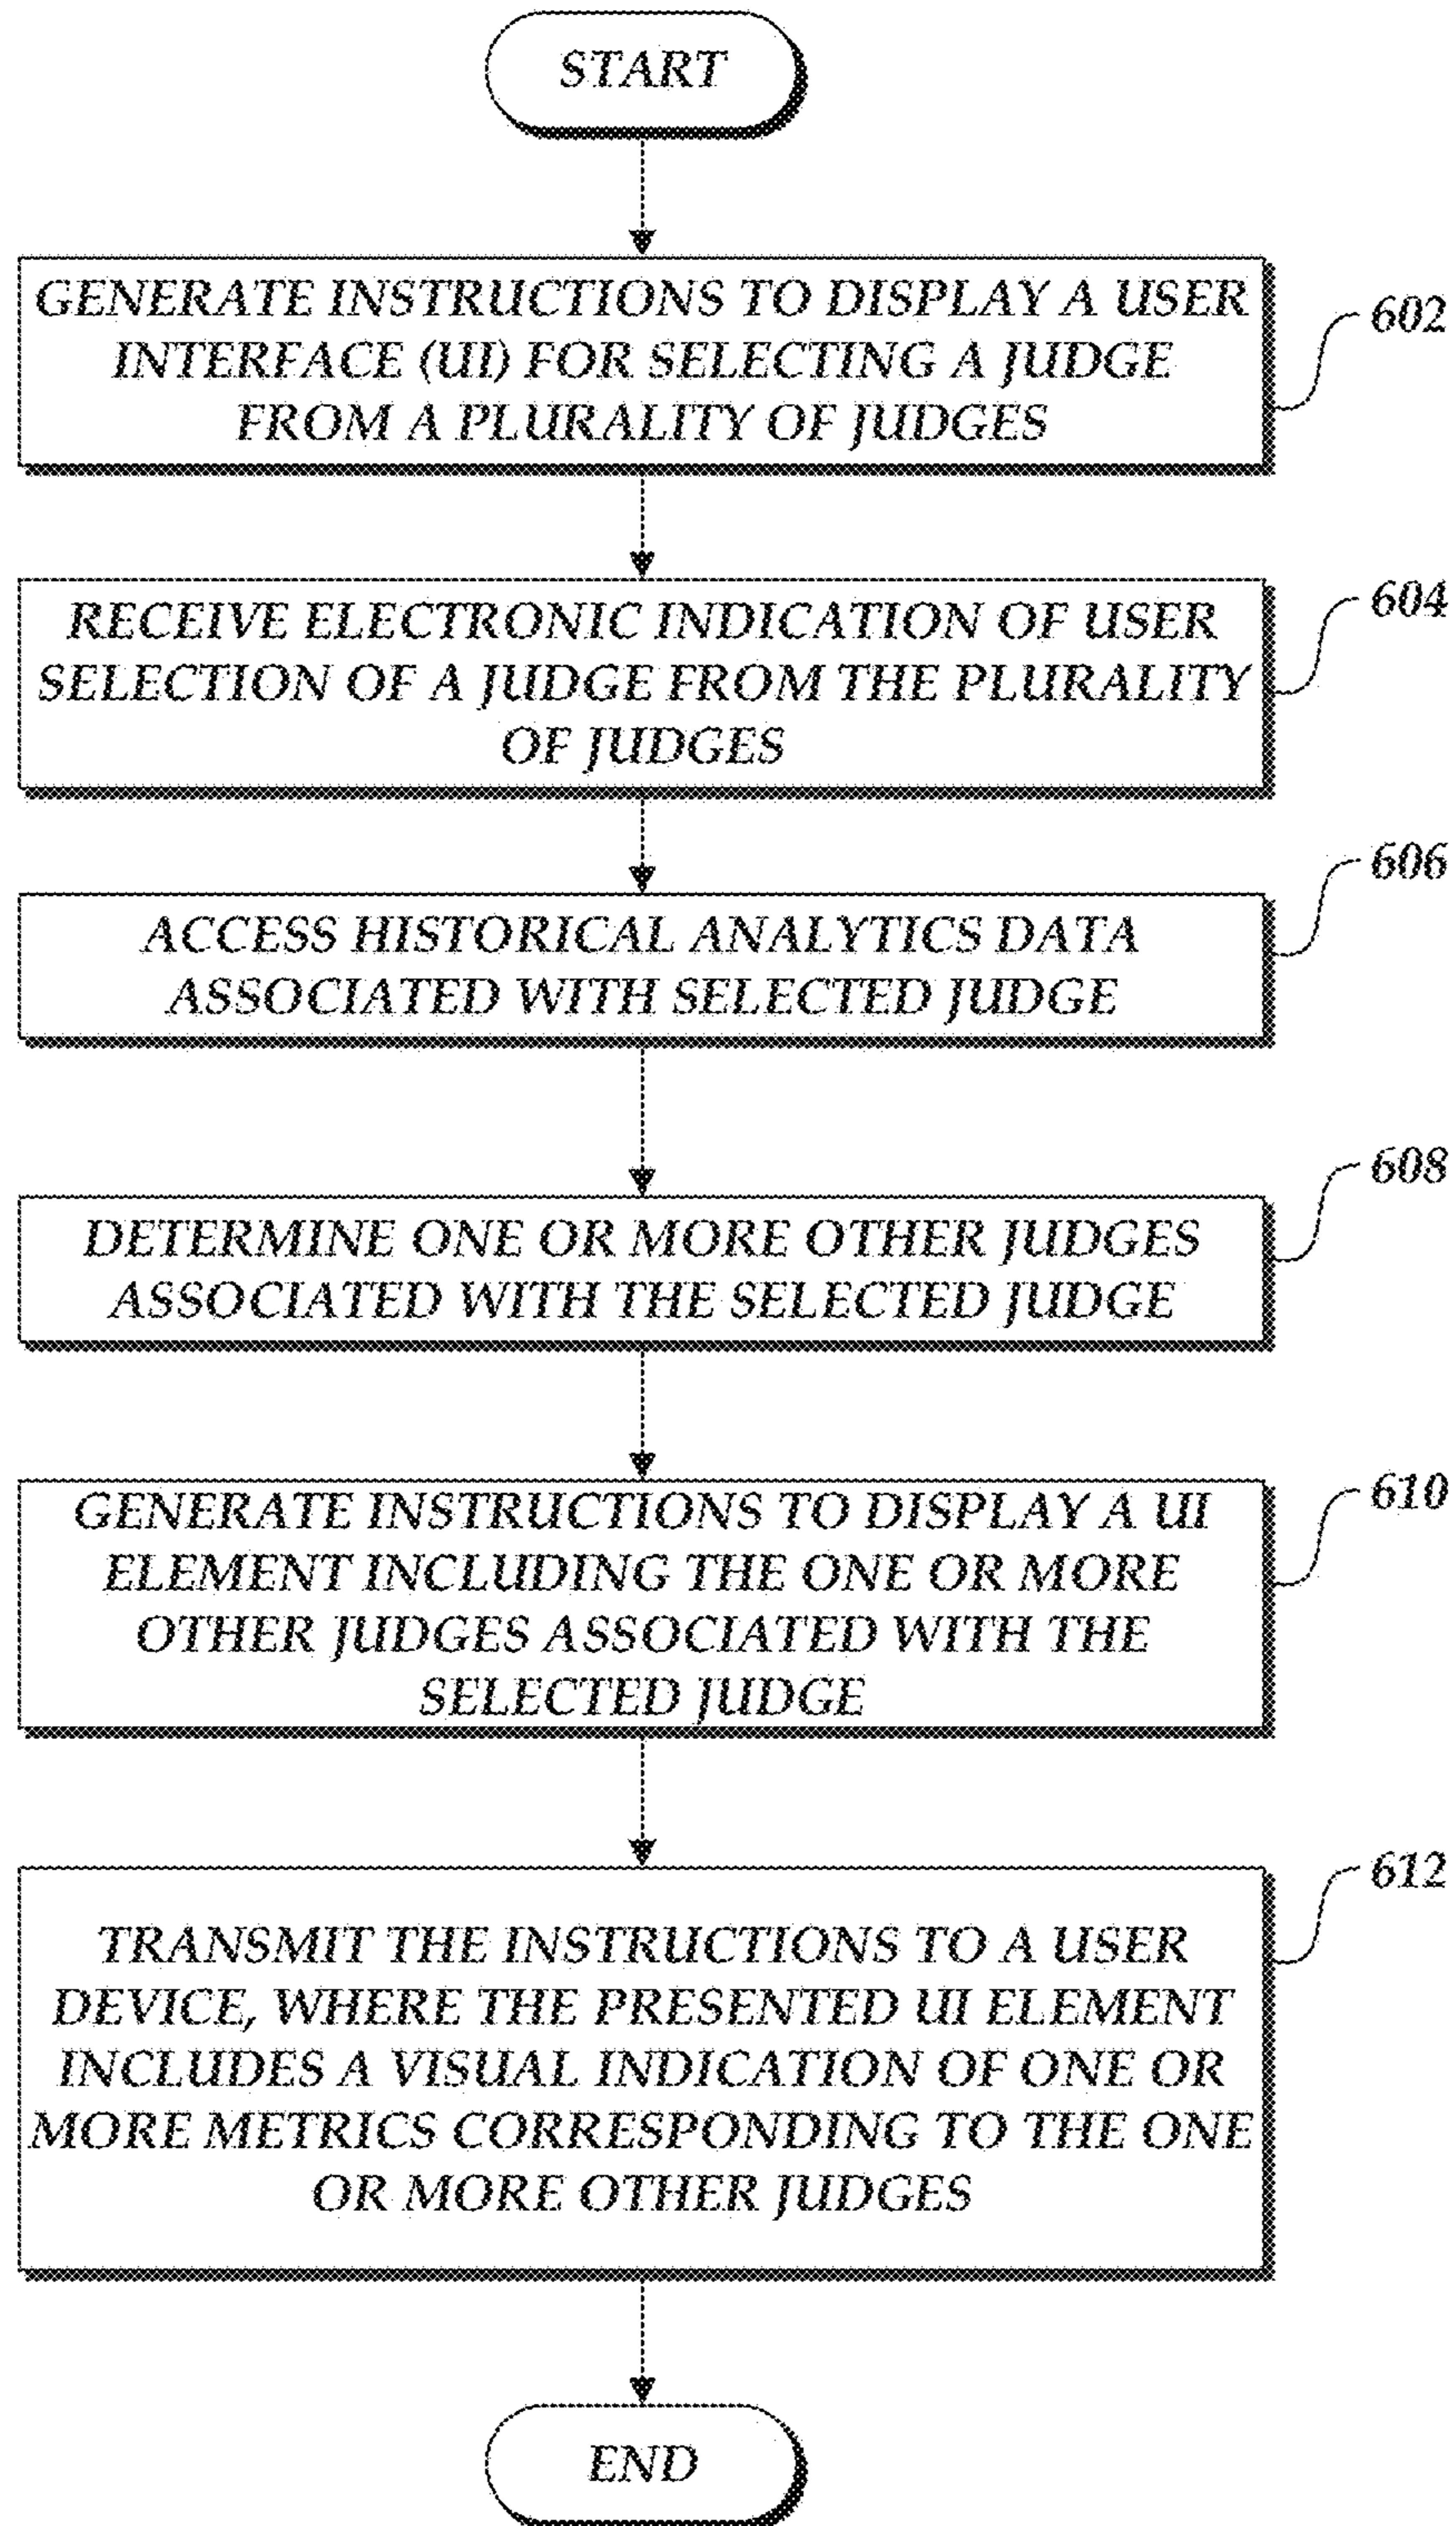 START
GENERATE INSTRUCTIONS TO DISPLAY A USER
INTERFACE (UI) FOR SELECTING A JUDGE
FROM A PLURALITY OF JUDGES
602
RECEIVE ELECTRONIC INDICATION OF USER
SELECTION OF A JUDGE FROM THE PLURALITY
OF JUDGES
604
ACCESS HISTORICAL ANALYTICS DATA
ASSOCIATED WITH SELECTED JUDGE
606
DETERMINE ONE OR MORE OTHER JUDGES
ASSOCIATED WITH THE SELECTED JUDGE
608
GENERATE INSTRUCTIONS TO DISPLAY A UI
ELEMENT INCLUDING THE ONE OR MORE
OTHER JUDGES ASSOCIATED WITH THE
SELECTED JUDGE
610
TRANSMIT THE INSTRUCTIONS TO A USER
DEVICE, WHERE THE PRESENTED UI ELEMENT
INCLUDES A VISUAL INDICATION OF ONE OR
MORE METRICS CORRESPONDING TO THE ONE
OR MORE OTHER JUDGES
612
END